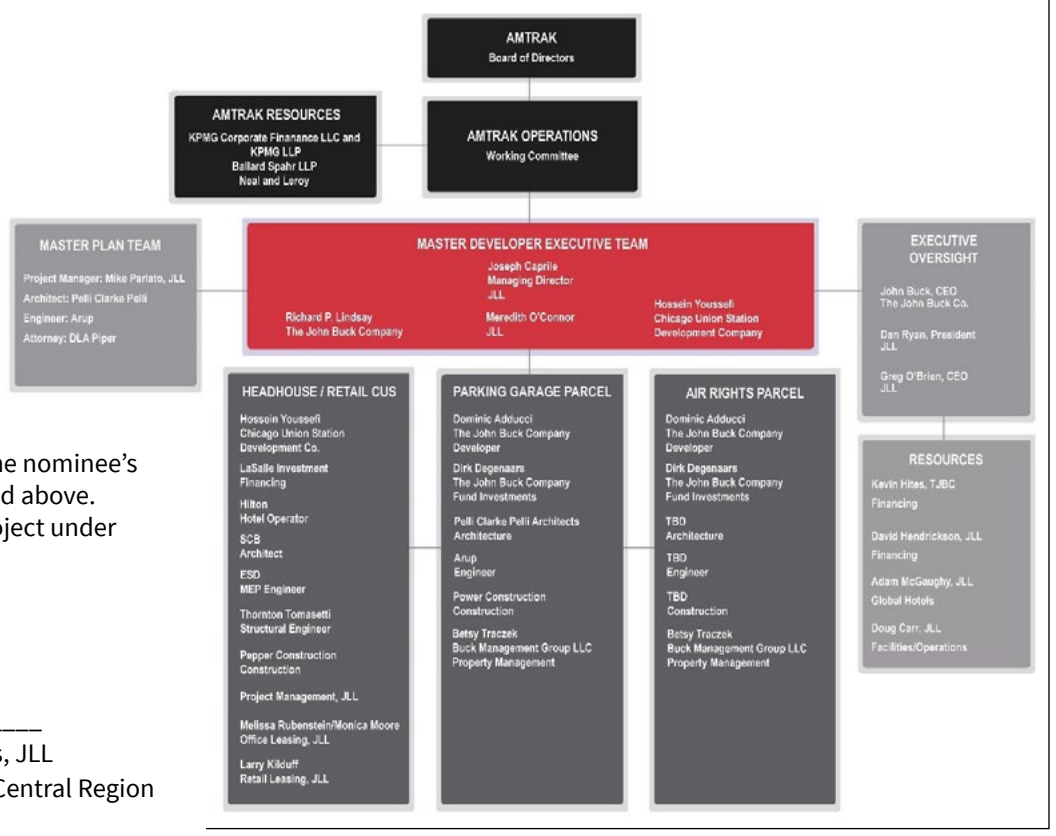 AMTRAK
Board of Directors
AMTRAK RESOURCES
KPMG Corporate Finanance LLC and
KPMG LLP
Ballard Spahr LLP
Neal and Leroy
AMTRAK OPERATIONS
Working Committee
MASTER PLAN TEAM
Project Manager: Mike Parlato, JLL
Architect: Pelli Clarke Pelli
Engineer: Arup
Attorney: DLA Piper
MASTER DEVELOPER EXECUTIVE TEAM
Joseph Caprile
Managing Director
JLL
Richard P. Lindsay
The John Buck Company
Meredith O'Connor
JLL
Hossein Youssefi
Chicago Union Station
Development Company
EXECUTIVE
OVERSIGHT
John Buck, CEO
The John Buck Co.
Dan Ryan, President
JLL
Greg O'Brien, CEO
JLL
HEADHOUSE / RETAIL CUS
Hossein Youssefi
Chicago Union Station
Development Co.
LaSalle Investment
Financing
Hilton
Hotel Operator
SCB
Architect
ESD
MEP Engineer
Thornton Tomasetti
Structural Engineer
Pepper Construction
Construction
Project Management, JLL
Melissa Rubenstein/Monica Moore
Office Leasing, JLL
Larry Kilduff
Retail Leasing, JLL
PARKING GARAGE PARCEL
Dominic Adducci
The John Buck Company
Developer
Dirk Degenaars
The John Buck Company
Fund Investments
Pelli Clarke Pelli Architects
Architecture
Arup
Engineer
Power Construction
Construction
Betsy Traczek
Buck Management Group LLC
Property Management
AIR RIGHTS PARCEL
Dominic Adducci
The John Buck Company
Developer
Dirk Degenaars
The John Buck Company
Fund Investments
TBD
Architecture
TBD
Engineer
TBD
Construction
Betsy Traczek
Buck Management Group LLC
Property Management
RESOURCES
Kevin Hites, TJBC
Financing
David Hendrickson, JLL
Financing
Adam McGaughy, JLL
Global Hotels
Doug Carr, JLL
Facilities/Operations
nominee's
above.
under
____
JLL
Central Region